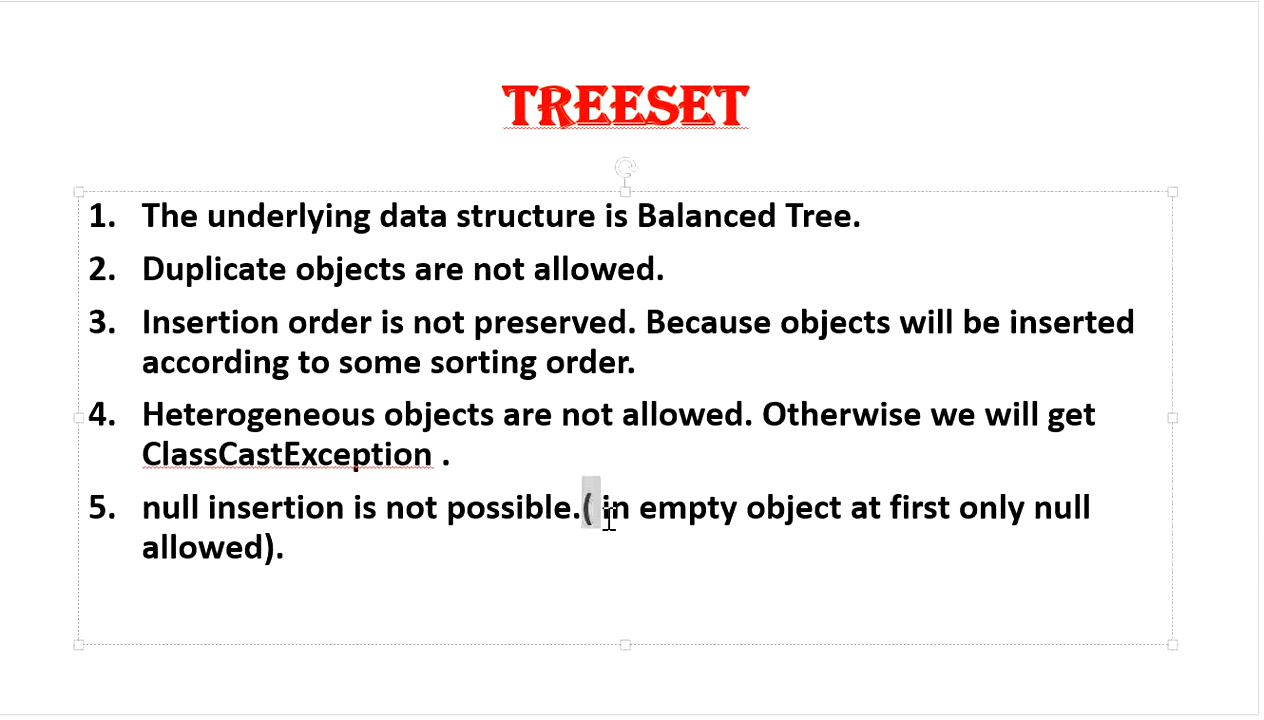 TREESET
1. The underlying data structure is Balanced Tree.
2. Duplicate objects are not allowed.
3. Insertion order is not preserved. Because objects will be inserted
according to some sorting order.
4. Heterogeneous objects are not allowed. Otherwise we will get
ClassCastException .
5. null insertion is not possible.( in empty object at first only null
allowed).